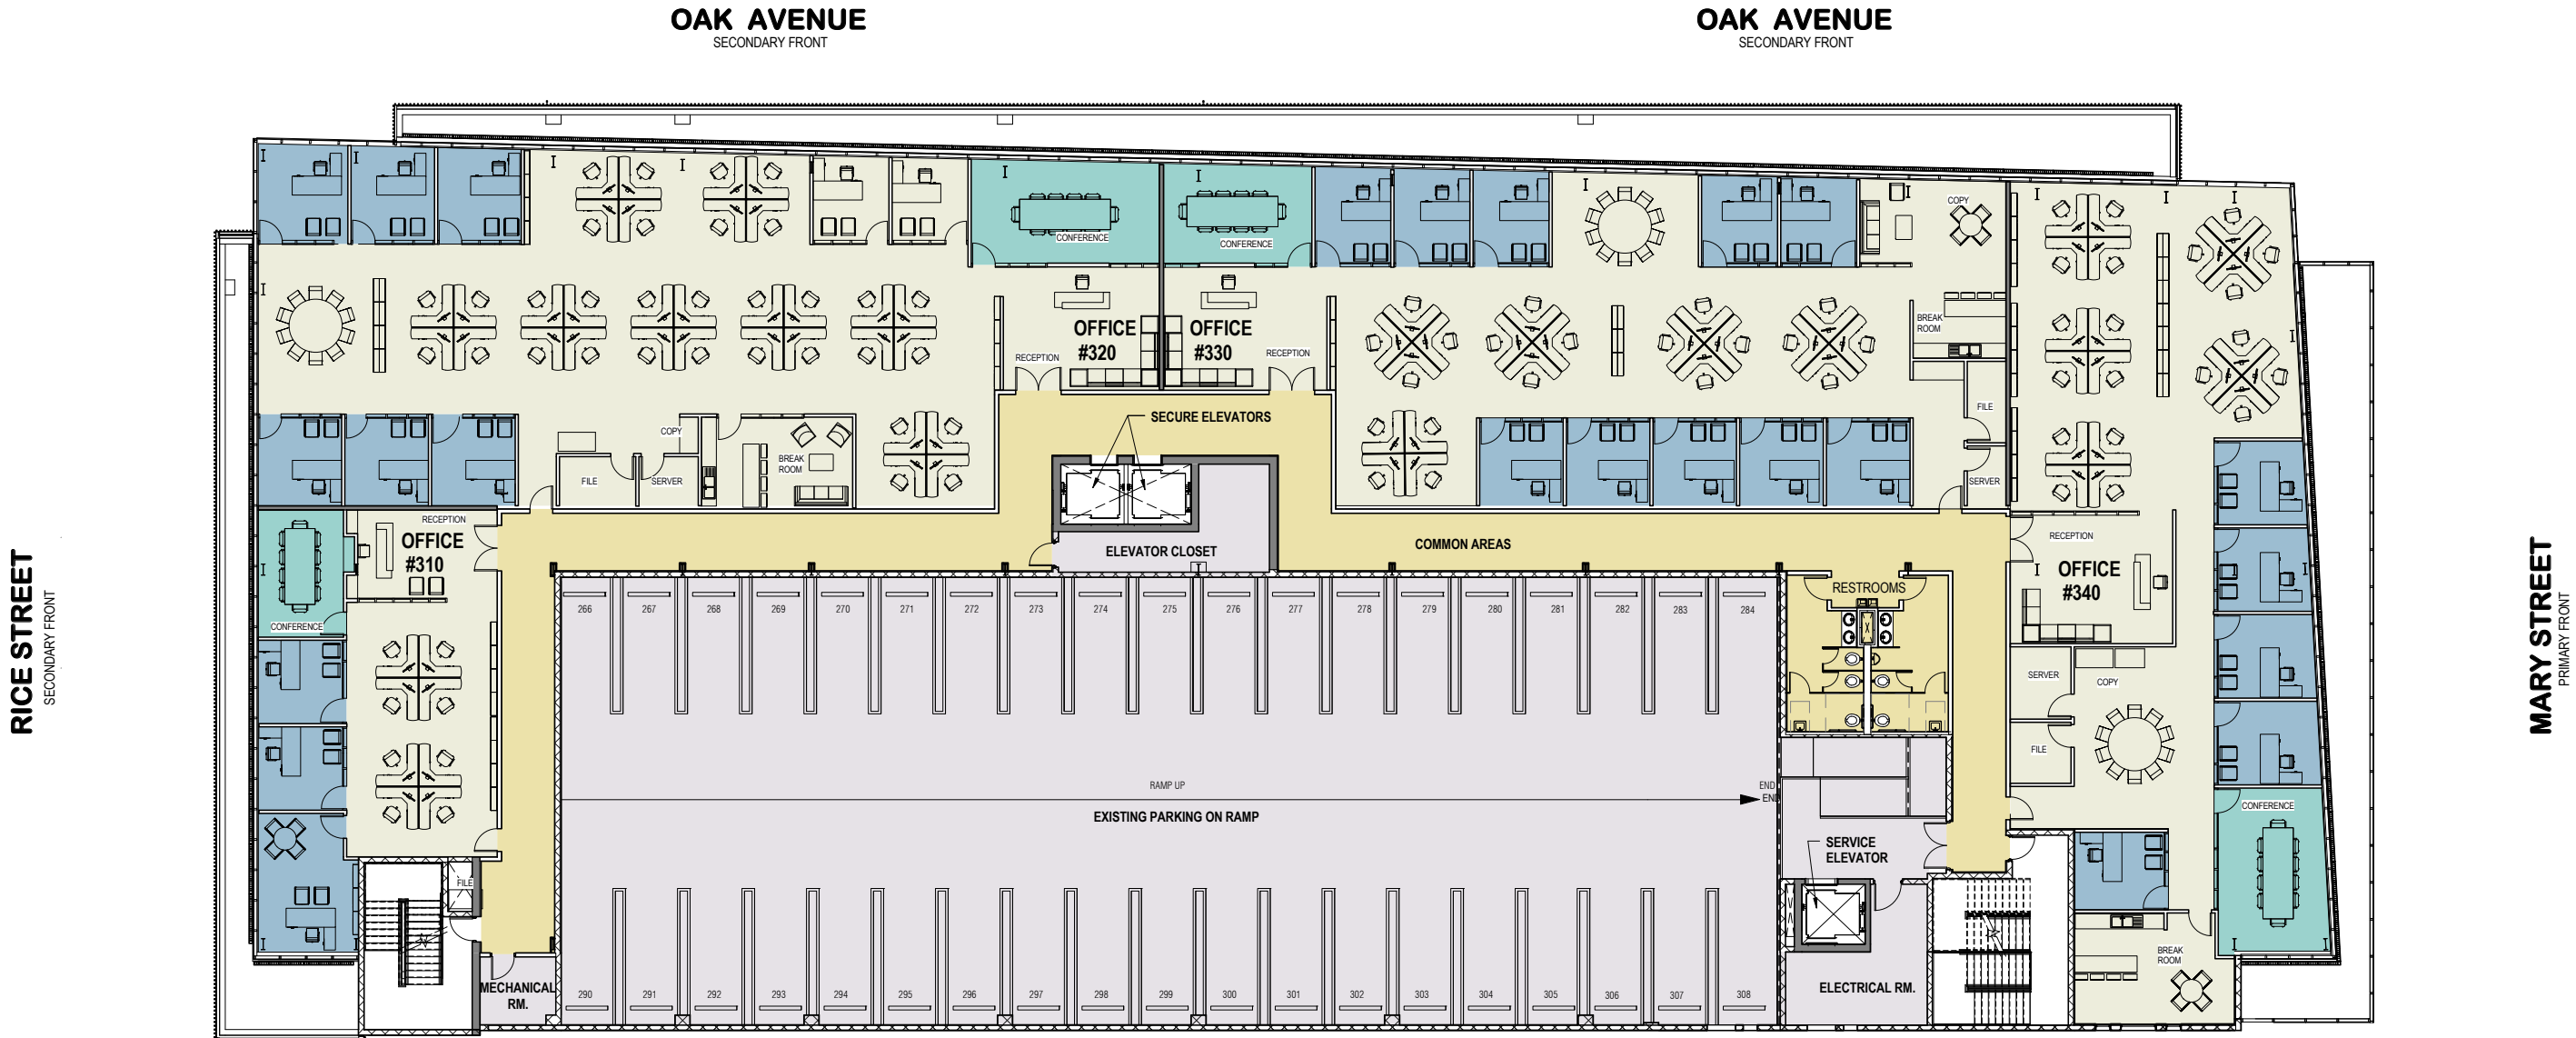 OAK AVENUE
SECONDARY FRONT
OAK AVENUE
SECONDARY FRONT
RICE STREET
SECONDARY FRONT
MARY STREET
PRIMARY FRONT
CONFERENCE
CONFERENCE
COPY
OFFICE
#320
OFFICE
#330
RECEPTION
RECEPTION
BREAK
ROOM
FILE
SERVER
SECURE ELEVATORS
COPY
BREAK
ROOM
FILE
SERVER
RECEPTION
OFFICE
#310
CONFERENCE
ELEVATOR CLOSET
COMMON AREAS
RECEPTION
OFFICE
#340
RESTROOMS
266
267
268
269
270
271
272
273
274
275
276
277
278
279
280
281
282
283
284
SERVER
COPY
FILE
RAMP UP
END
END
EXISTING PARKING ON RAMP
CONFERENCE
SERVICE
ELEVATOR
FILE
BREAK
ROOM
MECHANICAL
RM.
ELECTRICAL RM.
290
291
292
293
294
295
296
297
298
299
300
301
302
303
304
305
306
307
308